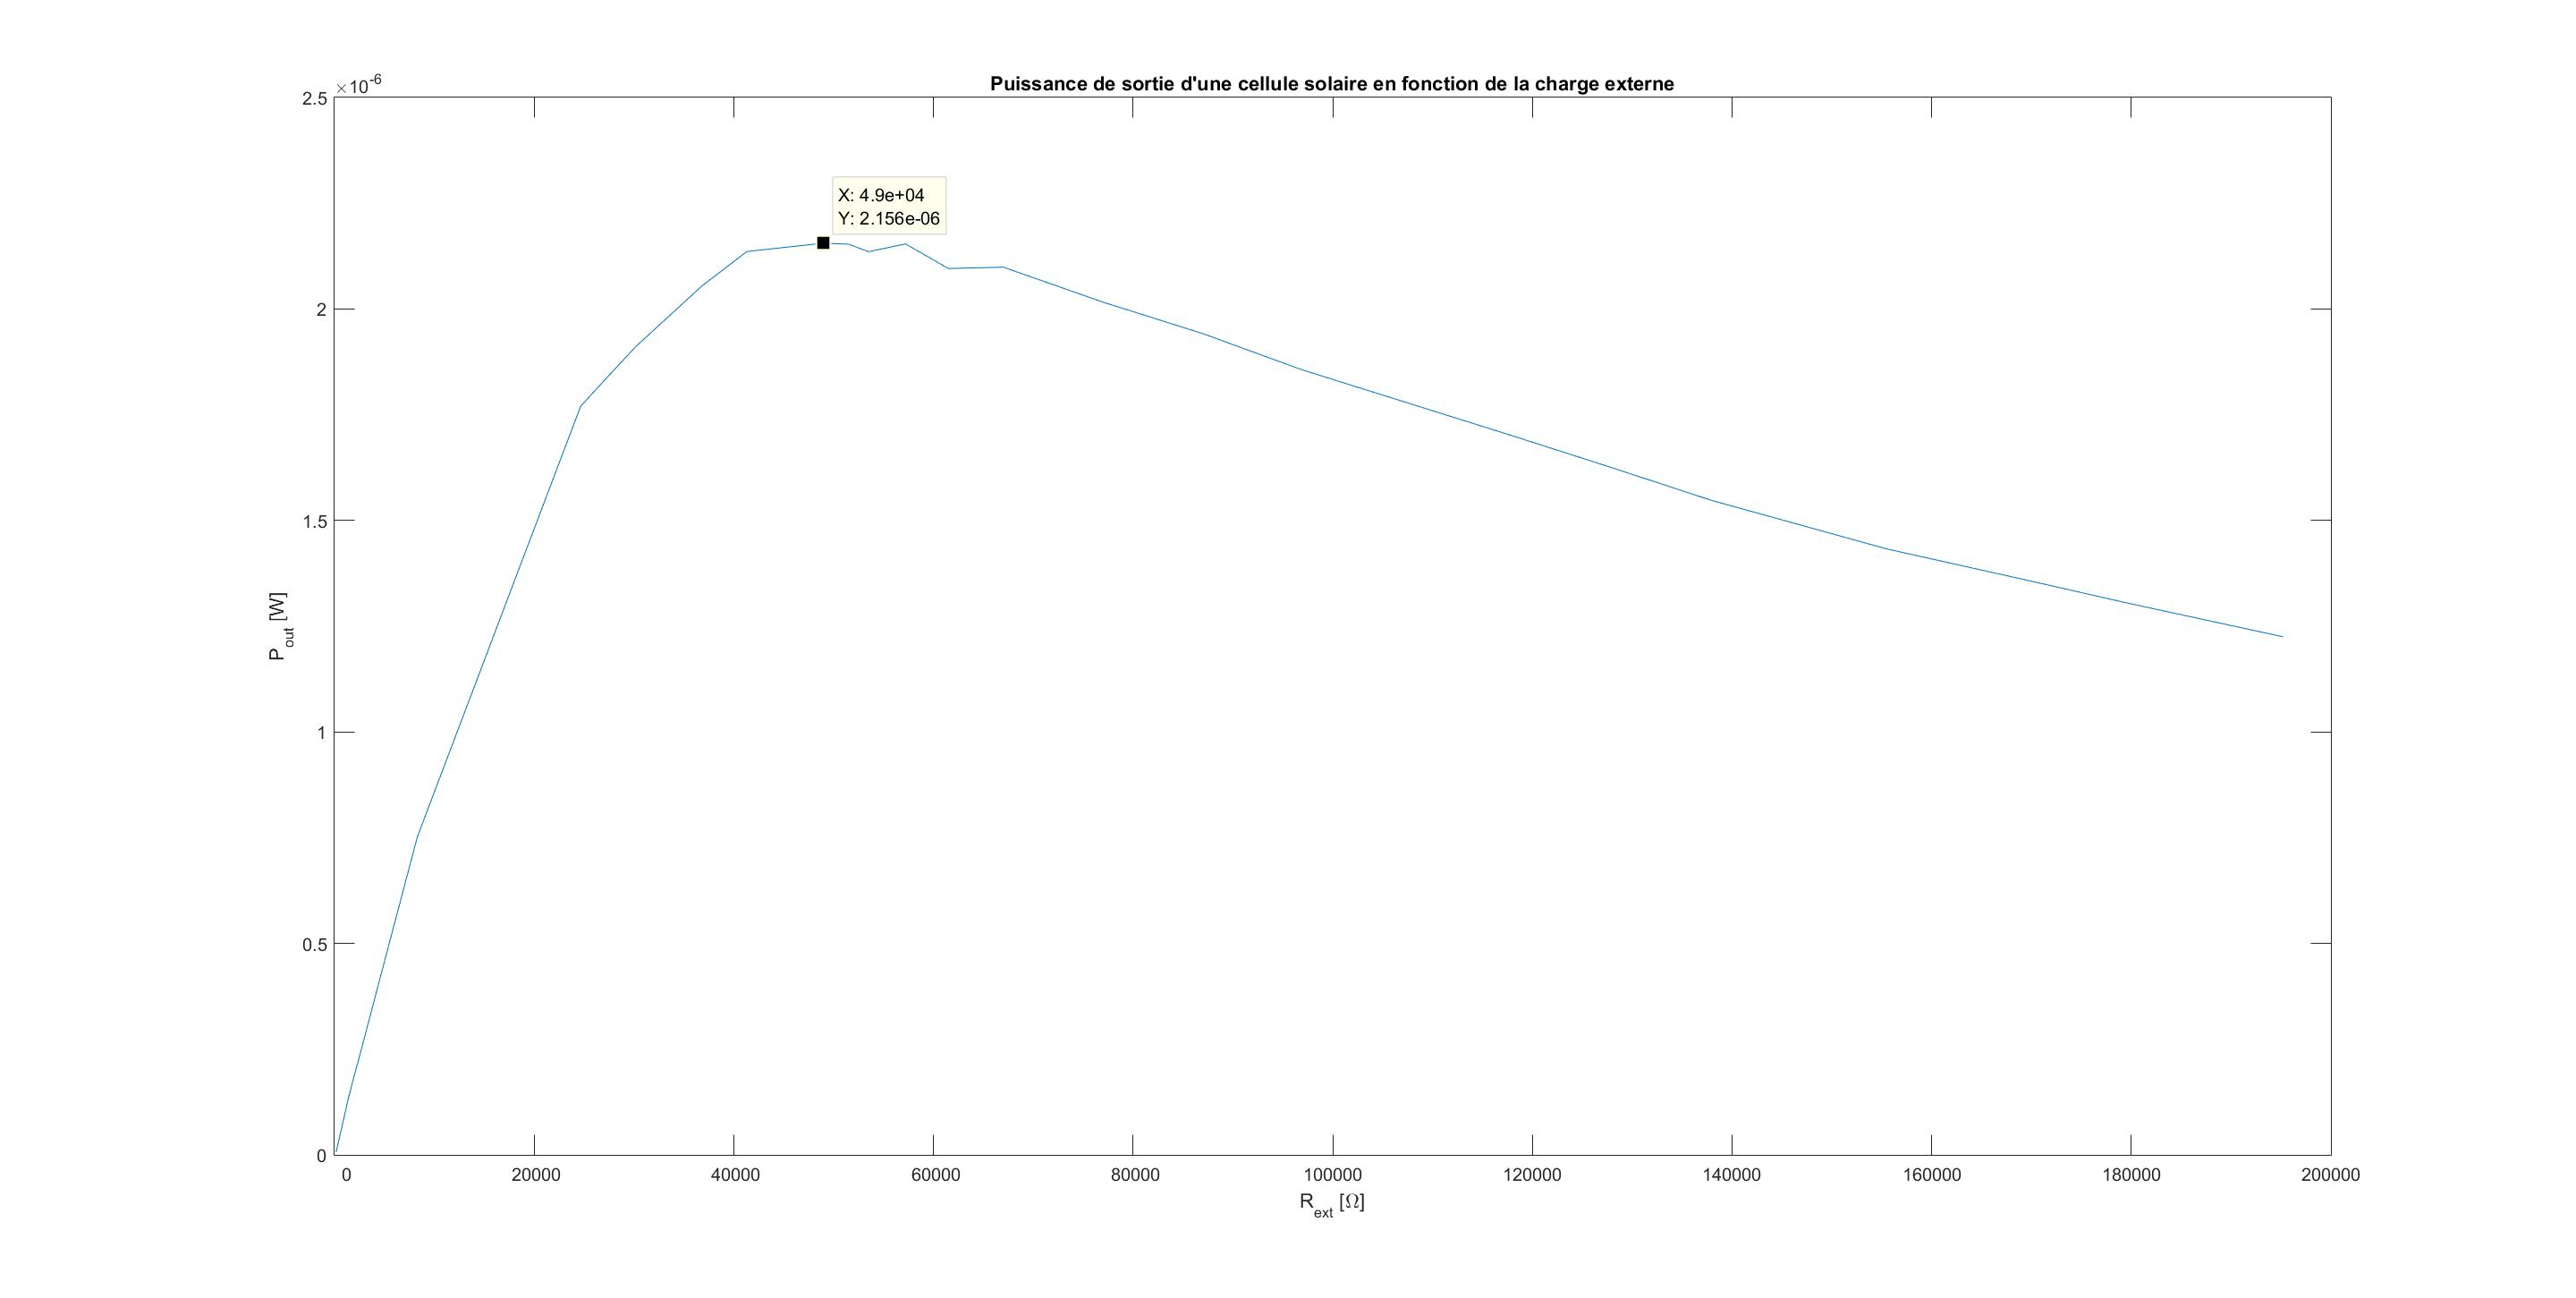 Puissance de sortie d'une cellule solaire en fonction de la charge externe
×10-6
2.5
2
1.5
1
0.5
0
X: 4.9e+04
Y: 2.156e-06
Pout [W]
0 20000 40000 60000 80000 100000 120000 140000 160000 180000 200000
Rext [Ω]